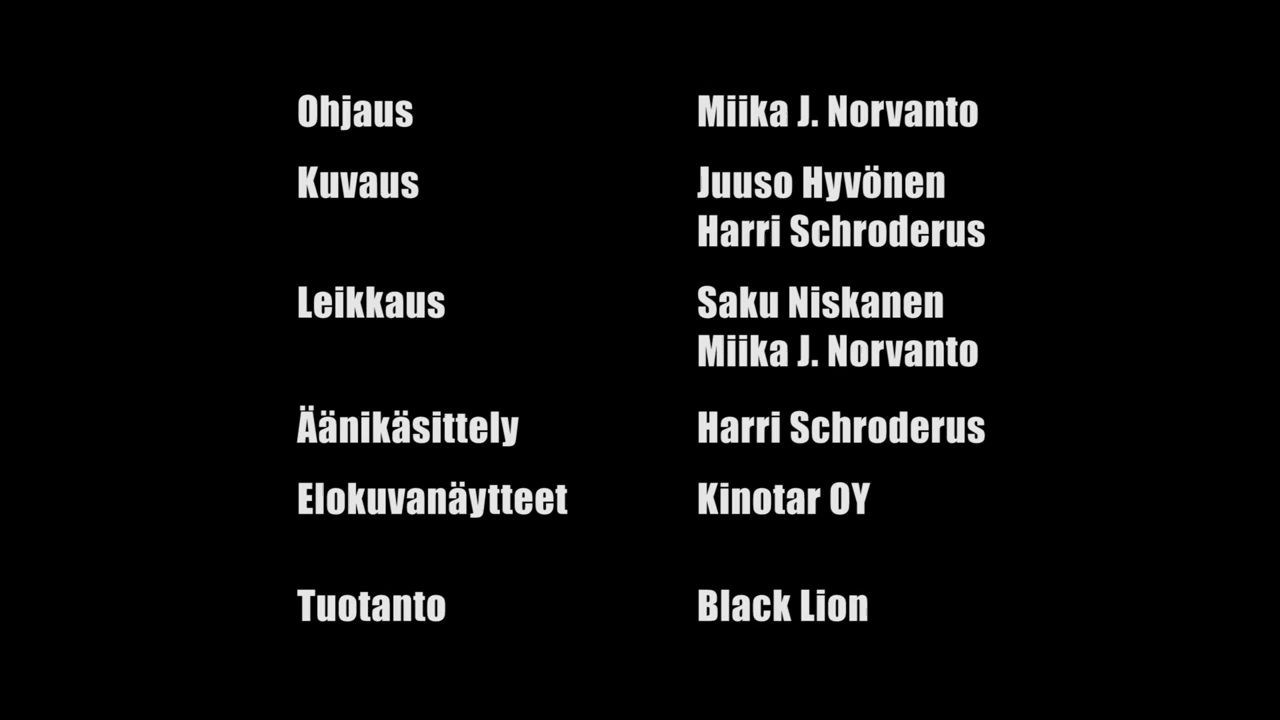 Ohjaus Miika J. Norvanto
Kuvaus Juuso Hyvönen
Harri Schroderus
Leikkaus Saku Niskanen
Miika J. Norvanto
Äänikäsittely Harri Schroderus
Elokuvanäytteet Kinotar OY
Tuotanto Black Lion